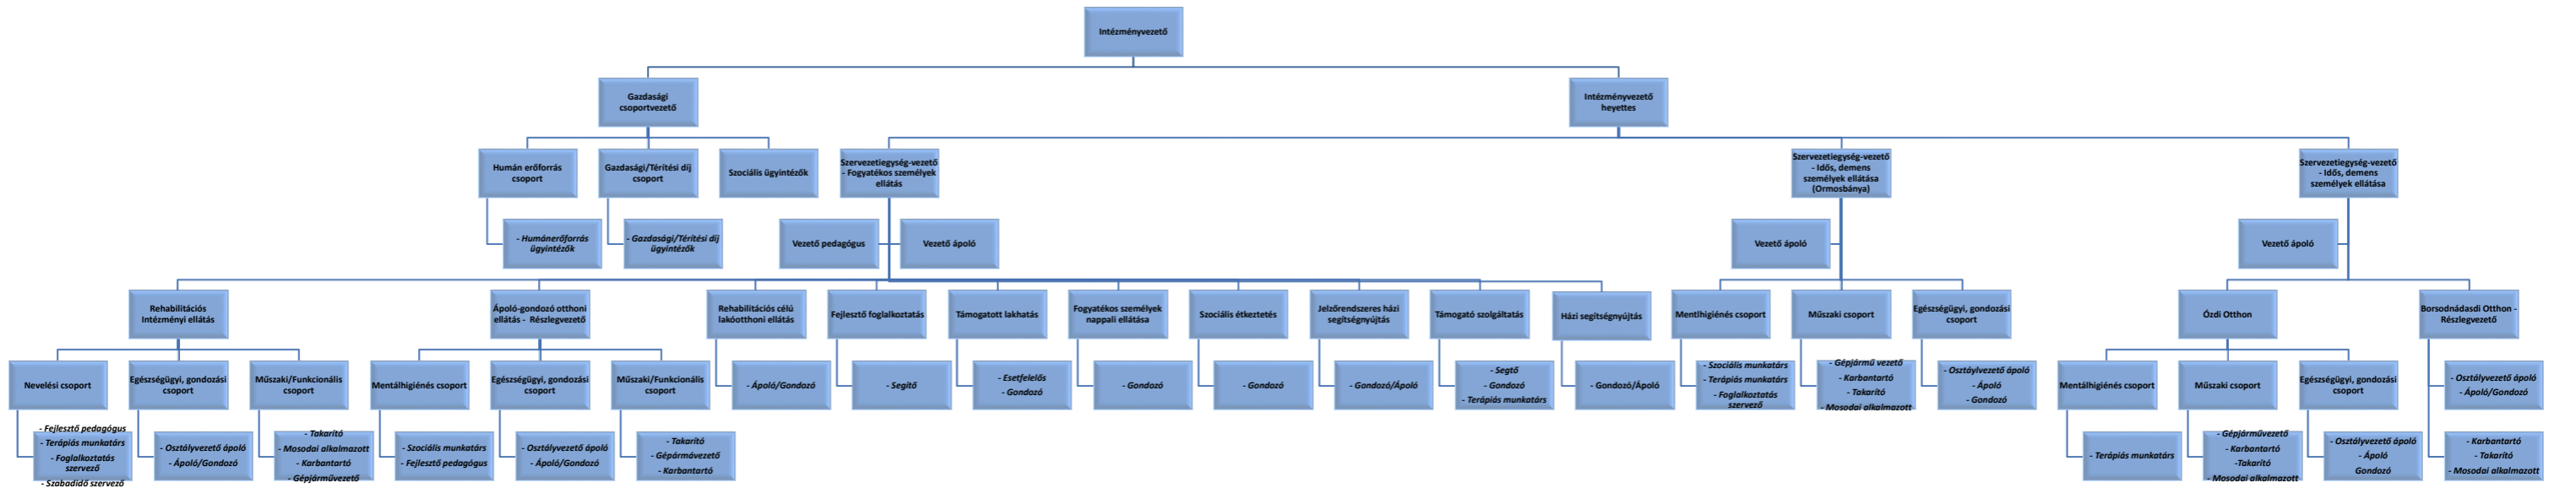 Intézményvezető
Gazdasági
csoportvezető
Intézményvezető
heyettes
Humán erőforrás
csoport
Gazdasági/Térítési díj
csoport
Szociális ügyintézők
Szervezetiegység-vezető
- Fogyatékos személyek
ellátás
Szervezetiegység-vezető
- Idős, demens
személyek ellátása
(Ormosbánya)
Szervezetiegység-vezető
- Idős, demens
személyek ellátása
- Humánerőforrás
ügyintézők
- Gazdasági/Térítési díj
ügyintézők
Vezető pedagógus
Vezető ápoló
Vezető ápoló
Vezető ápoló
Rehabilitációs
Intézményi ellátás
Ápoló-gondozó otthoni
ellátás - Részlegvezető
Rehabilitációs célú
lakóotthoni ellátás
Fejlesztő foglalkoztatás
Támogatott lakhatás
Fogyatékos személyek
nappali ellátása
Szociális étkeztetés
Jelzőrendszeres házi
segítségnyújtás
Támogató szolgáltatás
Házi segítségnyújtás
Mentlhigiénés csoport
Műszaki csoport
Egészségügyi, gondozási
csoport
Ózdi Otthon
Borsodnádasdi Otthon -
Részlegvezető
Nevelési csoport
Egészségügyi, gondozási
csoport
Műszaki/Funkcionális
csoport
Mentálhigiénés csoport
Egészségügyi, gondozási
csoport
Műszaki/Funkcionális
csoport
- Ápoló/Gondozó
- Segítő
- Esetfelelős
- Gondozó
- Gondozó
- Gondozó
- Gondozó/Ápoló
- Segtő
- Gondozó
- Terápiás munkatárs
- Gondozó/Ápoló
- Szociális munkatárs
- Terápiás munkatárs
- Foglalkoztatás
szervező
- Gépjármű vezető
- Karbantartó
- Takarító
- Mosodai alkalmazott
- Osztáylvezető ápoló
- Ápoló
- Gondozó
Mentálhigiénés csoport
Műszaki csoport
Egészségügyi, gondozási
csoport
- Osztályvezető ápoló
- Ápoló/Gondozó
- Fejlesztő pedagógus
- Terápiás munkatárs
- Foglalkoztatás
szervező
- Szabadidő szervező
- Osztályvezető ápoló
- Ápoló/Gondozó
- Takarító
- Mosodai alkalmazott
- Karbantartó
- Gépjárművezető
- Szociális munkatárs
- Fejlesztő pedagógus
- Osztályvezető ápoló
- Ápoló/Gondozó
- Takarító
- Gépármóvezető
- Karbantartó
- Terápiás munkatárs
- Gépjárművezető
- Karbantartó
-Takarító
- Mosodai alkalmazott
- Osztályvezető ápoló
- Ápoló
Gondozó
- Karbantartó
- Takarító
- Mosodai alkalmazott